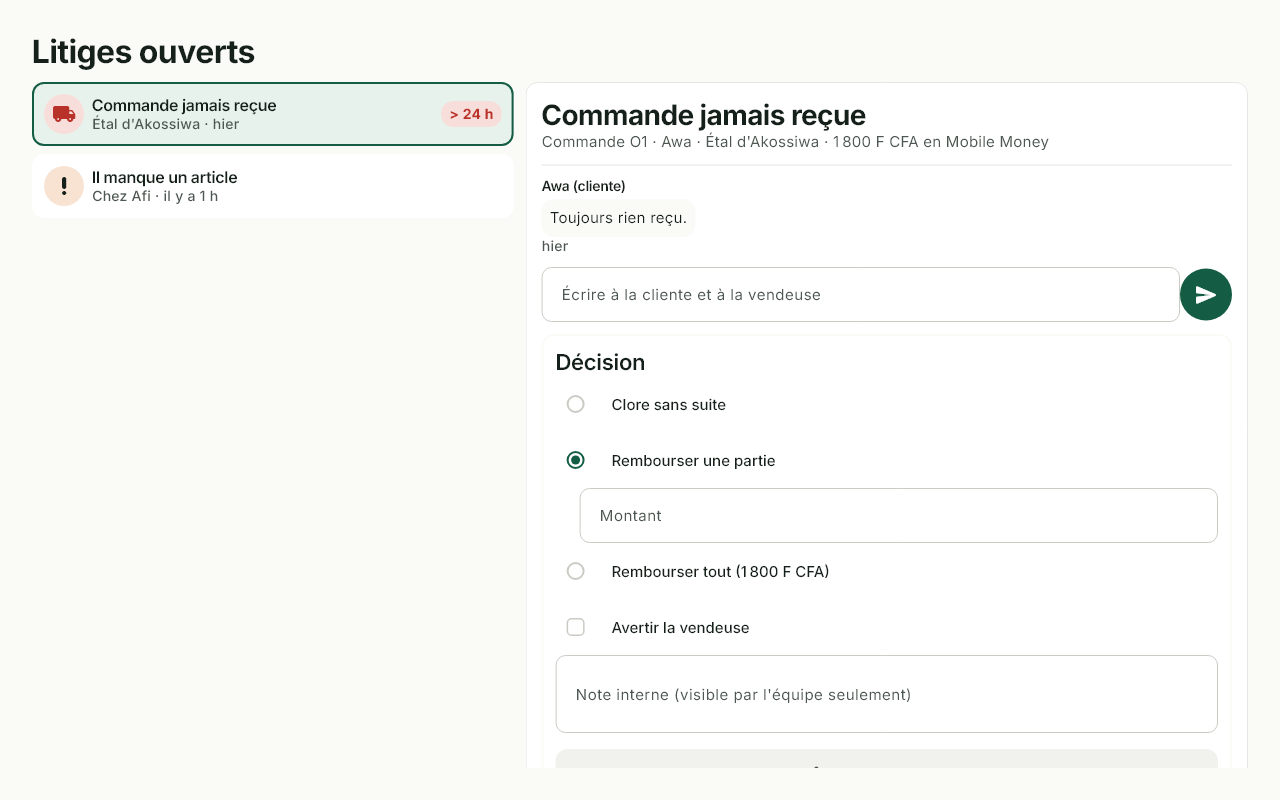 Litiges ouverts
Commande jamais reçue
Étal d'Akossiwa · hier
> 24 h
Il manque un article
Chez Afi · il y a 1 h
Commande jamais reçue
Commande O1 · Awa · Étal d'Akossiwa · 1 800 F CFA en Mobile Money
Awa (cliente)
Toujours rien reçu.
hier
Écrire à la cliente et à la vendeuse
Décision
Clore sans suite
Rembourser une partie
Montant
Rembourser tout (1 800 F CFA)
Avertir la vendeuse
Note interne (visible par l'équipe seulement)